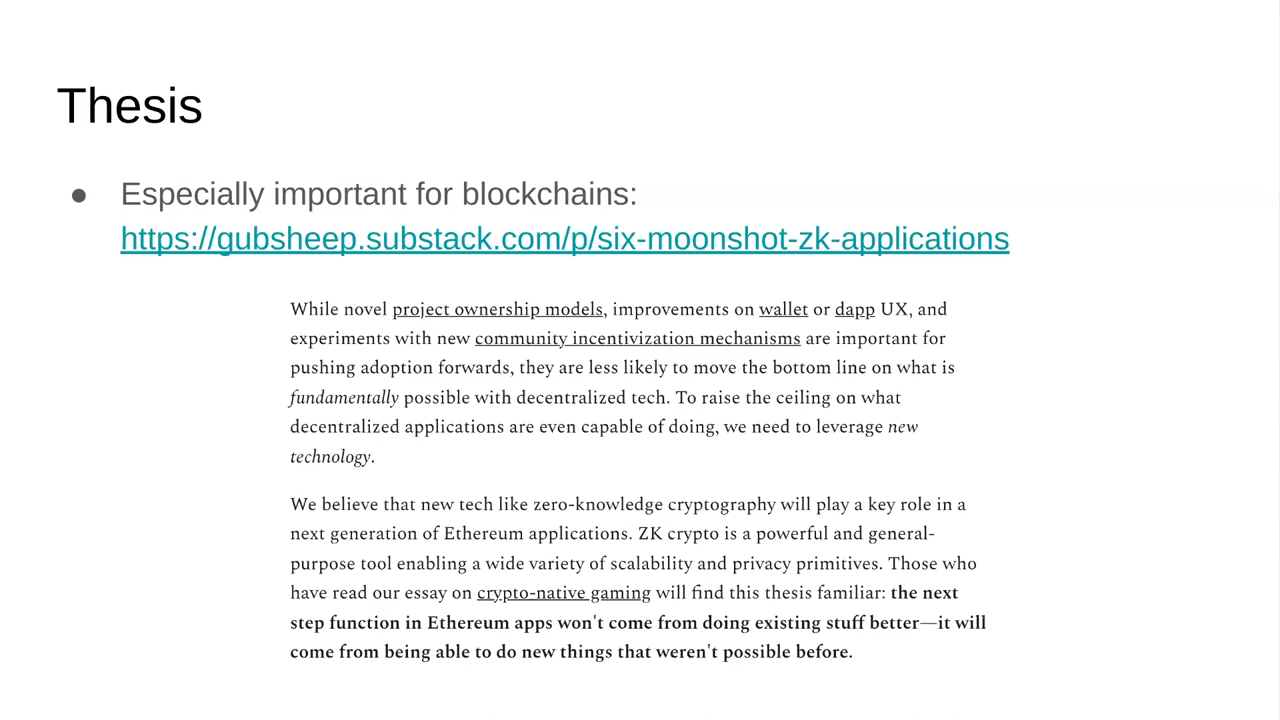 Thesis
● Especially important for blockchains:
https://gubsheep.substack.com/p/six-moonshot-zk-applications
While novel project ownership models, improvements on wallet or dapp UX, and
experiments with new community incentivization mechanisms are important for
pushing adoption forwards, they are less likely to move the bottom line on what is
fundamentally possible with decentralized tech. To raise the ceiling on what
decentralized applications are even capable of doing, we need to leverage new
technology.
We believe that new tech like zero-knowledge cryptography will play a key role in a
next generation of Ethereum applications. ZK crypto is a powerful and general-
purpose tool enabling a wide variety of scalability and privacy primitives. Those who
have read our essay on crypto-native gaming will find this thesis familiar: the next
step function in Ethereum apps won't come from doing existing stuff better—it will
come from being able to do new things that weren't possible before.